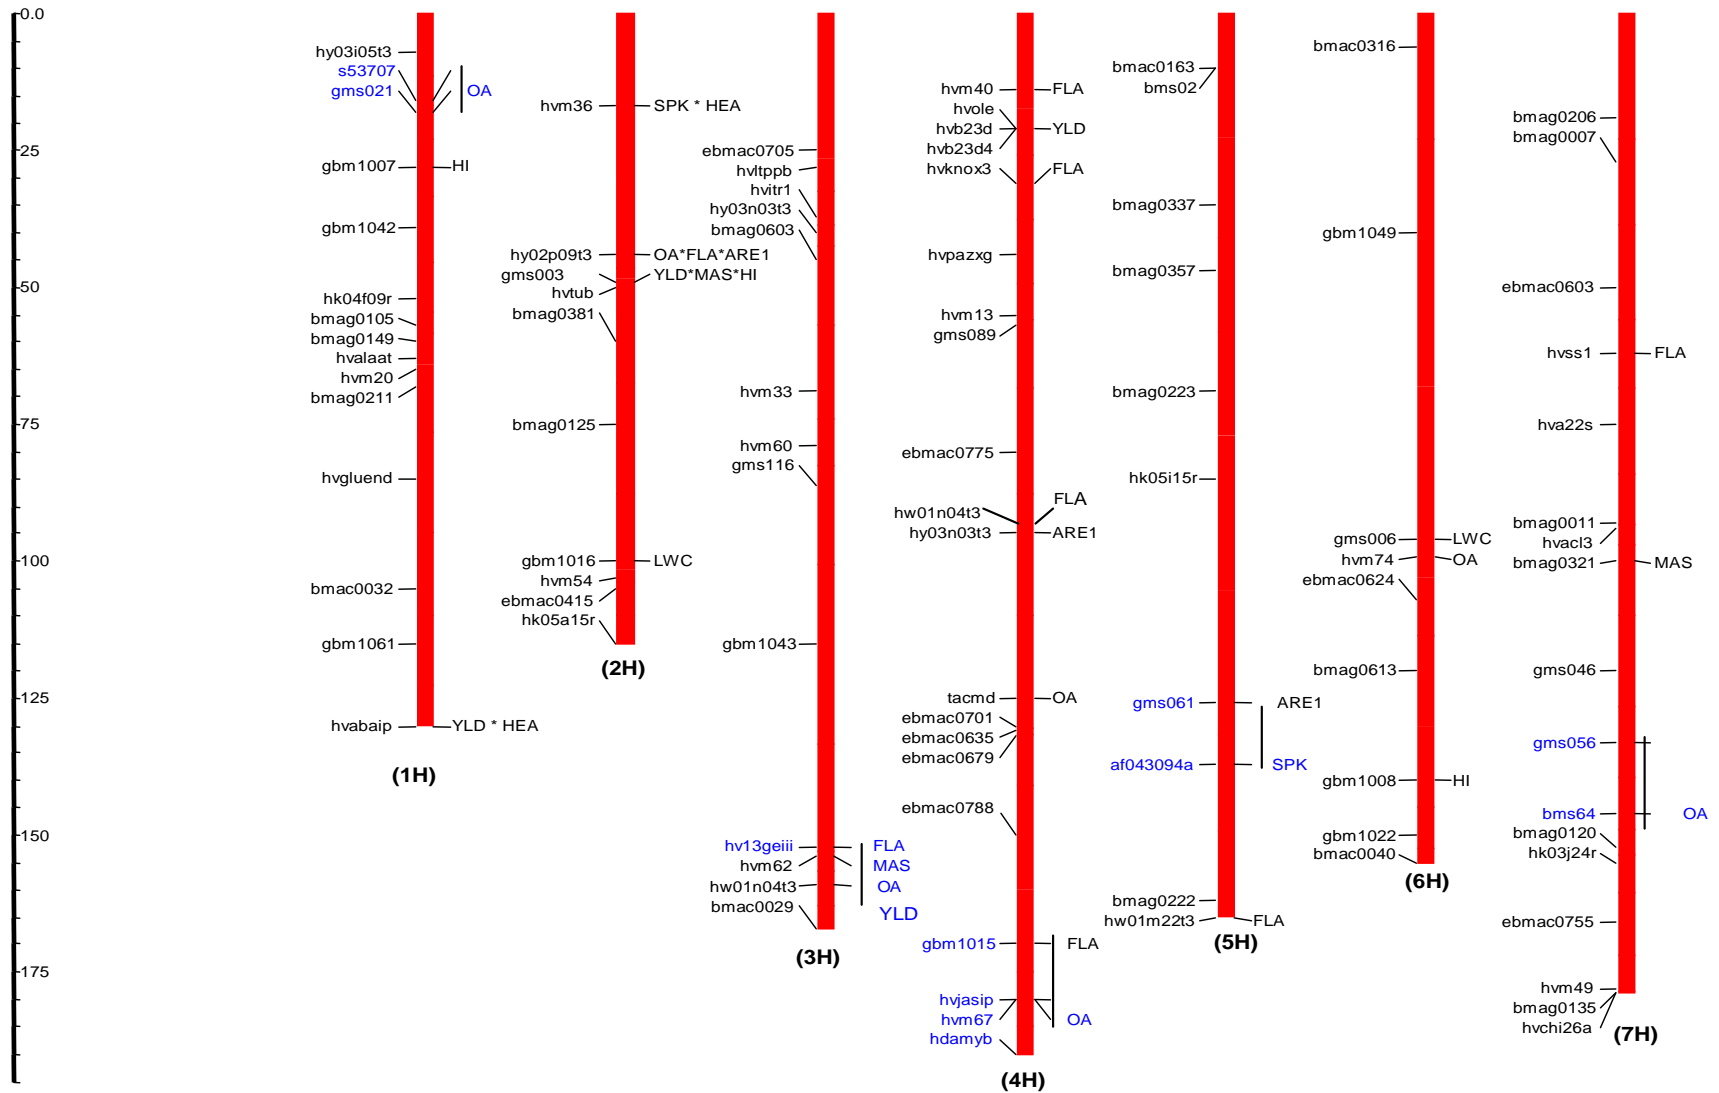 0.0
25
50
75
100
125
150
175
hy03i05t3
s53707
gms021
OA
gbm1007
HI
gbm1042
hk04f09r
bmag0105
bmag0149
hvalaat
hvm20
bmag0211
hvgluend
bmac0032
gbm1061
hvabaip
YLD * HEA
(1H)
hvm36
SPK * HEA
hy02p09t3
OA*FLA*ARE1
gms003
YLD*MAS*HI
hvtub
bmag0381
bmag0125
gbm1016
LWC
hvm54
ebmac0415
hk05a15r
(2H)
ebmac0705
hvltppb
hvitr1
hy03n03t3
bmag0603
hvm33
hvm60
gms116
gbm1043
hv13geiii
FLA
hvm62
MAS
hw01n04t3
OA
bmac0029
YLD
(3H)
hvm40
FLA
hvole
hvb23d
YLD
hvb23d4
hvknox3
FLA
hvpazxg
hvm13
gms089
ebmac0775
FLA
hw01n04t3
hy03n03t3
ARE1
tacmd
OA
ebmac0701
ebmac0635
ebmac0679
ebmac0788
gbm1015
FLA
hvjasip
hvm67
OA
hdamyb
(4H)
bmac0163
bms02
bmag0337
bmag0357
bmag0223
hk05i15r
gms061
ARE1
af043094a
SPK
bmag0222
hw01m22t3
FLA
(5H)
bmac0316
gbm1049
gms006
LWC
hvm74
OA
ebmac0624
bmag0613
gbm1008
HI
gbm1022
bmac0040
(6H)
bmag0206
bmag0007
ebmac0603
hvss1
FLA
hva22s
bmag0011
hvacl3
bmag0321
MAS
gms046
gms056
bms64
OA
bmag0120
hk03j24r
ebmac0755
hvm49
bmag0135
hvchi26a
(7H)